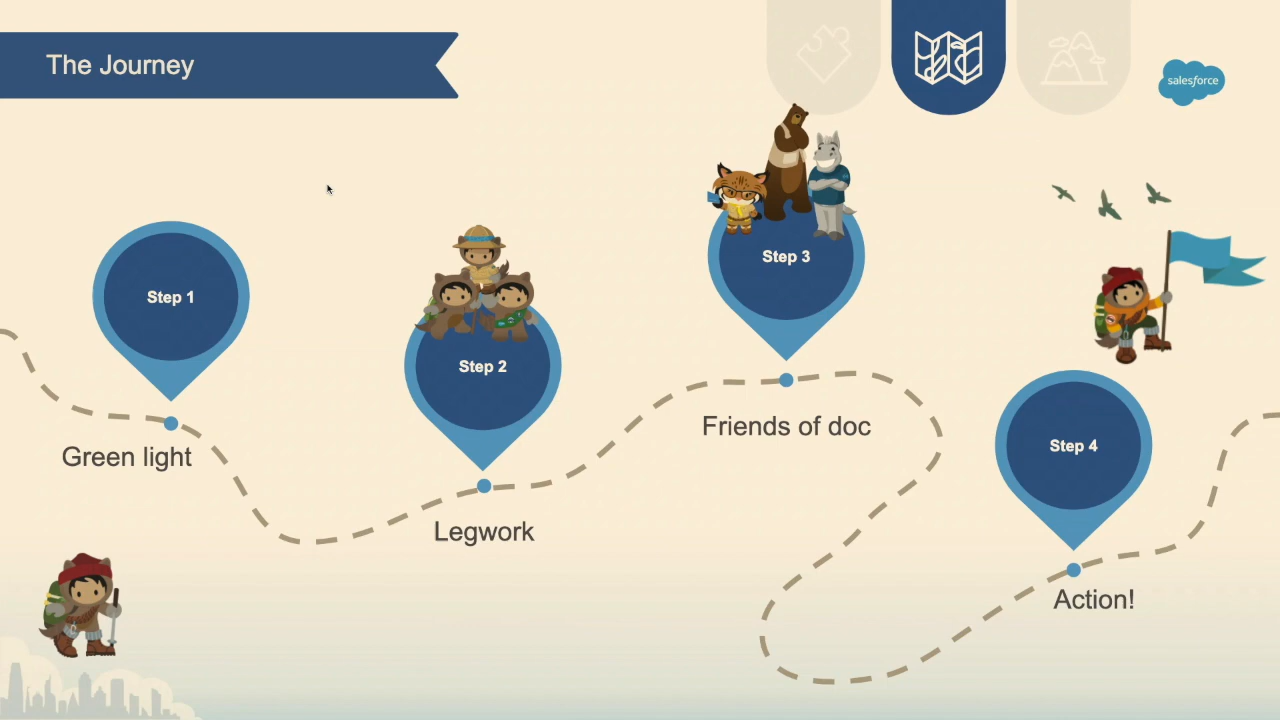 The Journey
salesforce
Step 1
Green light
Step 2
Legwork
Step 3
Friends of doc
Step 4
Action!